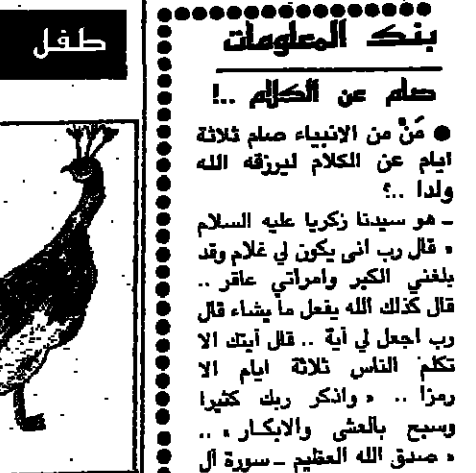 بنك المعلومات
صام عن الكلام ..!
● مَنْ من الانبياء صام ثلاثة
ايام عن الكلام ليرزقه الله
ولدا ..؟
ـ هو سيدنا زكريا عليه السلام
« قال رب انى يكون لي غلام وقد
بلغني الكبر وامراتي عاقر ..
قال كذلك الله يفعل ما يشاء قال
رب اجعل لي آية .. قال آيتك الا
تكلم الناس ثلاثة ايام الا
رمزا .. « واذكر ربك كثيرا
وسبح بالعشى والابكار » ..
« صدق الله العظيم ـ سورة آل
طفل